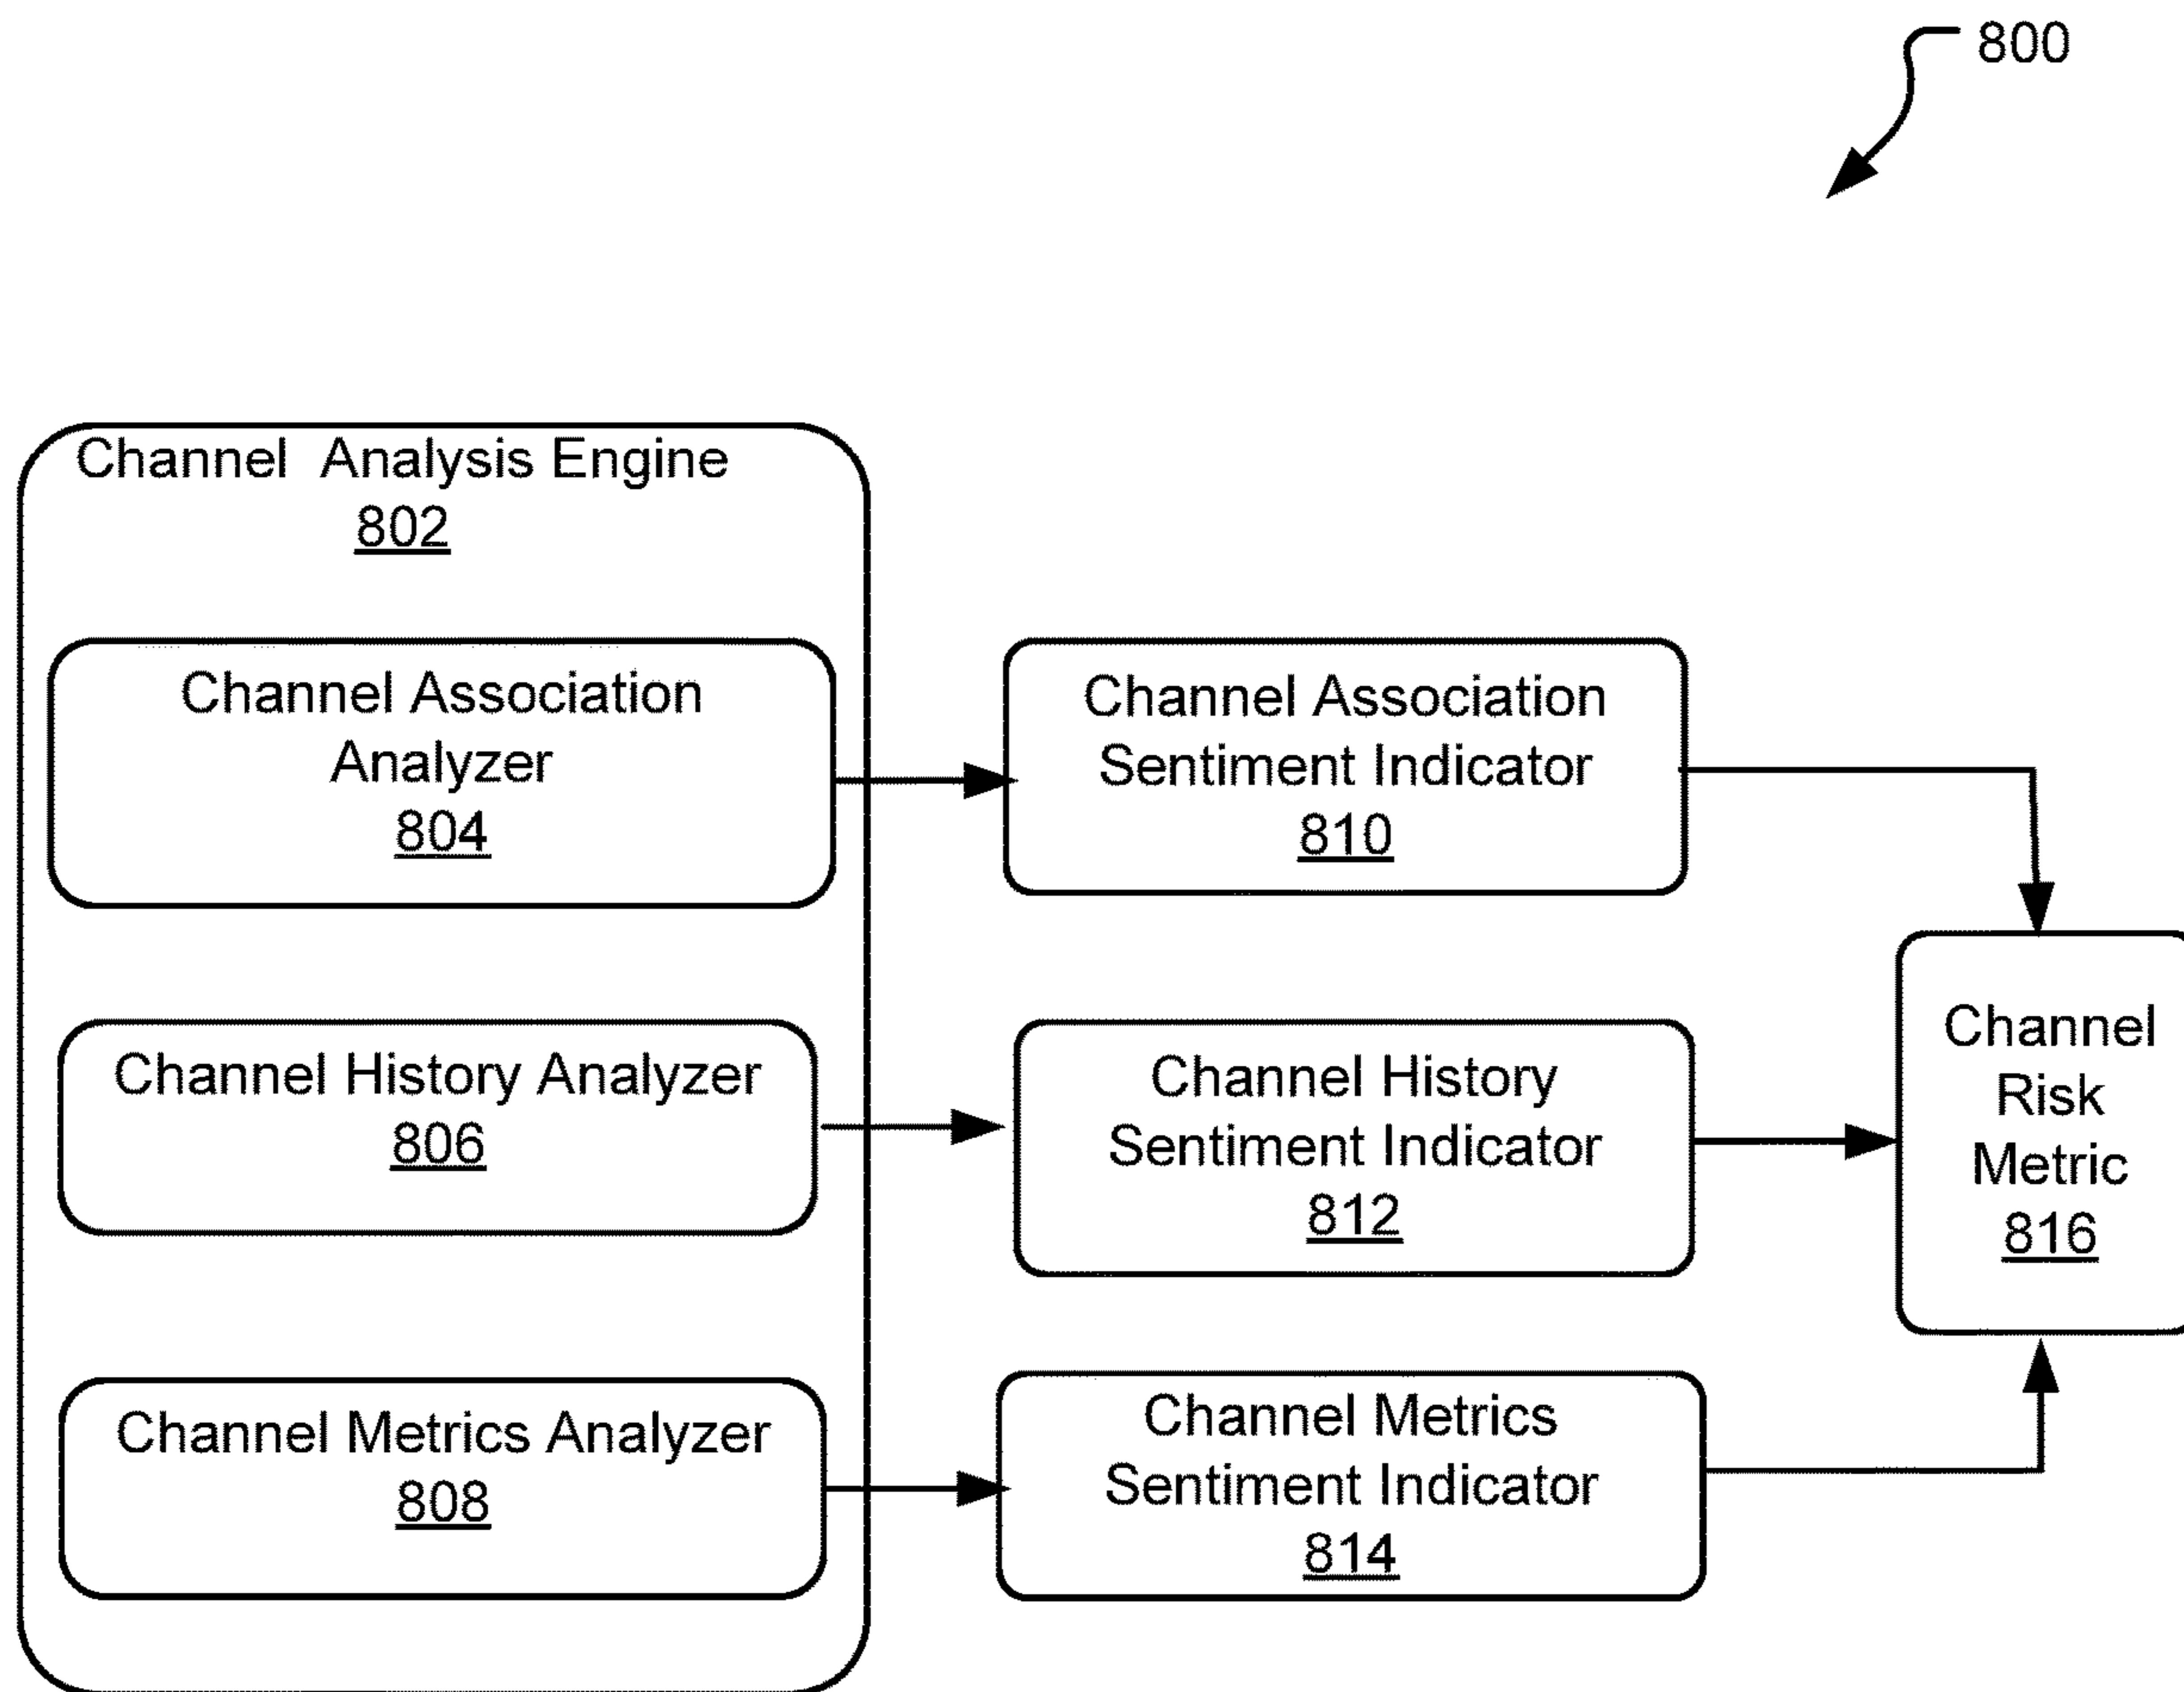 800
Channel Analysis Engine
802
Channel Association
Analyzer
804
Channel Association
Sentiment Indicator
810
Channel History Analyzer
806
Channel History
Sentiment Indicator
812
Channel
Risk
Metric
816
Channel Metrics Analyzer
808
Channel Metrics
Sentiment Indicator
814